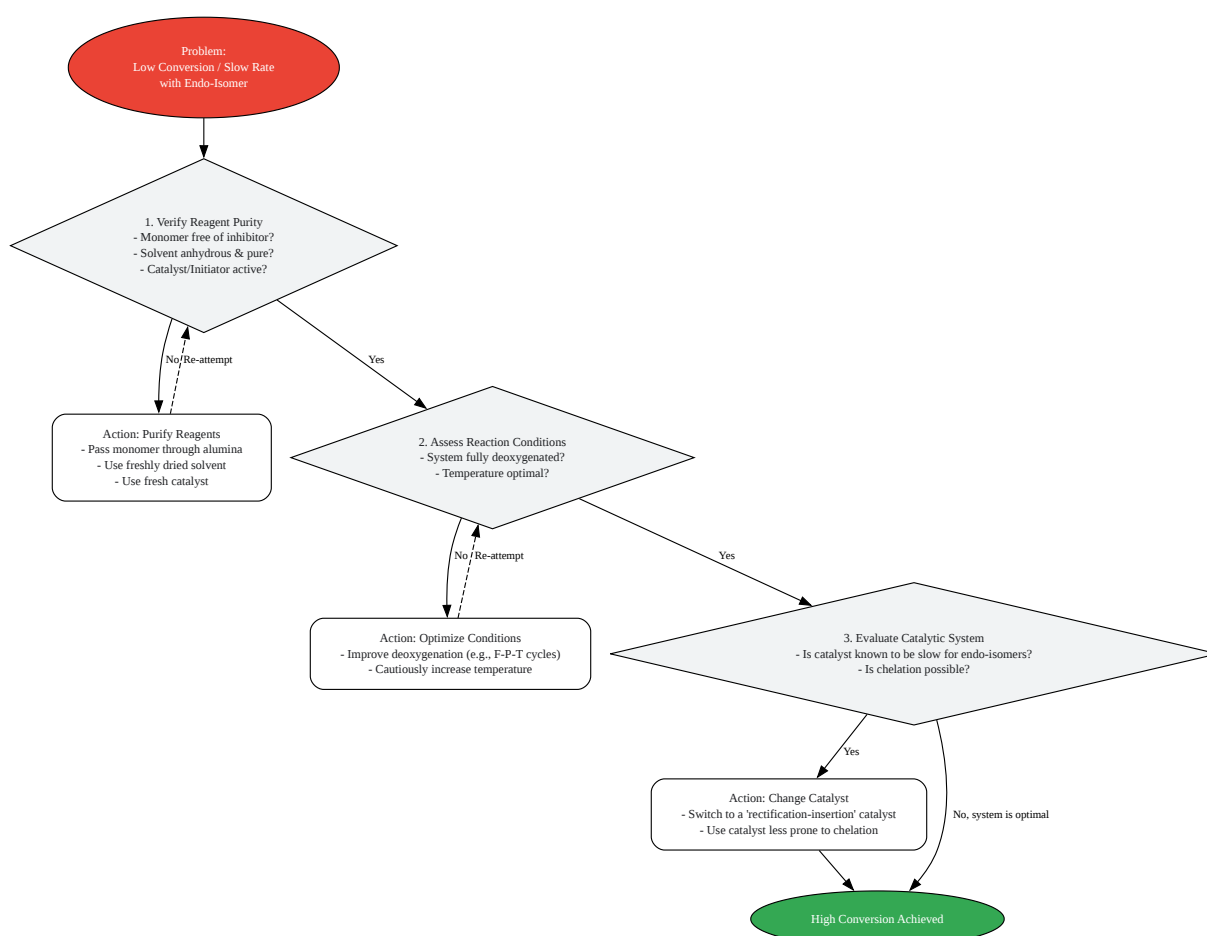 Problem:
Low Conversion / Slow Rate
with Endo-Isomer
1. Verify Reagent Purity
- Monomer free of inhibitor?
- Solvent anhydrous & pure?
- Catalyst/Initiator active?
No
Re-attempt
Yes
Action: Purify Reagents
- Pass monomer through alumina
- Use freshly dried solvent
- Use fresh catalyst
2. Assess Reaction Conditions
- System fully deoxygenated?
- Temperature optimal?
No
Re-attempt
Yes
Action: Optimize Conditions
- Improve deoxygenation (e.g., F-P-T cycles)
- Cautiously increase temperature
3. Evaluate Catalytic System
- Is catalyst known to be slow for endo-isomers?
- Is chelation possible?
Yes
No, system is optimal
Action: Change Catalyst
- Switch to a 'rectification-insertion' catalyst
- Use catalyst less prone to chelation
High Conversion Achieved